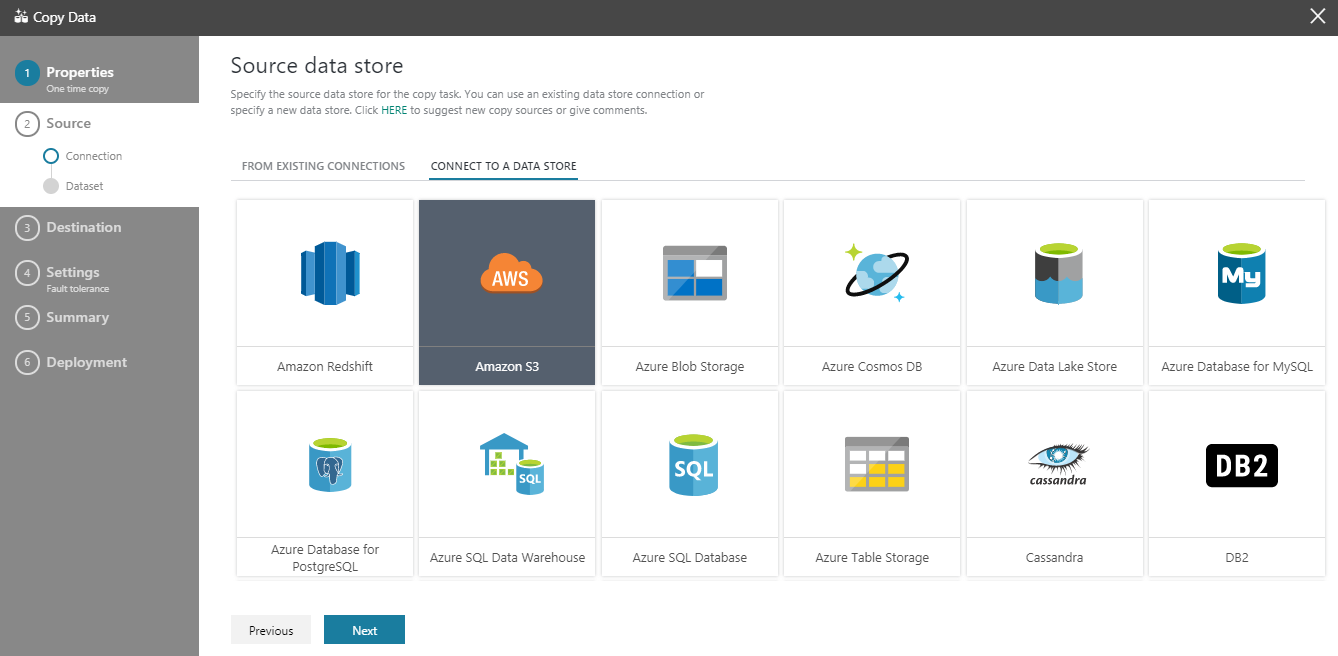 Copy Data
1
Properties
One time copy
2
Source
Connection
Dataset
3
Destination
4
Settings
Fault tolerance
5
Summary
6
Deployment
Source data store
Specify the source data store for the copy task. You can use an existing data store connection or
specify a new data store. Click HERE to suggest new copy sources or give comments.
FROM EXISTING CONNECTIONS
CONNECT TO A DATA STORE
Amazon Redshift
AWS
Amazon S3
Azure Blob Storage
Azure Cosmos DB
Azure Data Lake Store
My
Azure Database for MySQL
Azure Database for
PostgreSQL
SQL
Azure SQL Data Warehouse
SQL
Azure SQL Database
Azure Table Storage
cassandra
Cassandra
DB2
DB2
Previous
Next